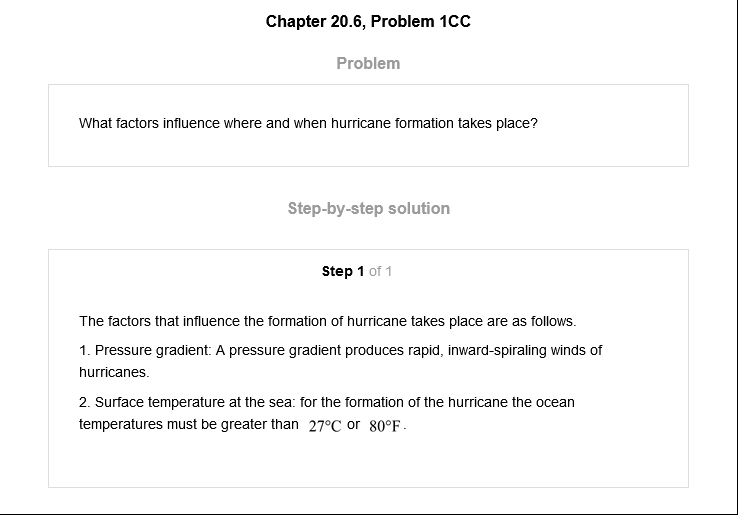 Chapter 20.6, Problem 1CC
Problem
What factors influence where and when hurricane formation takes place?
Step-by-step solution
Step 1 of 1
The factors that influence the formation of hurricane takes place are as follows.
1. Pressure gradient: A pressure gradient produces rapid, inward-spiraling winds of
hurricanes.
2. Surface temperature at the sea: for the formation of the hurricane the ocean
temperatures must be greater than 27°C or 80°F.